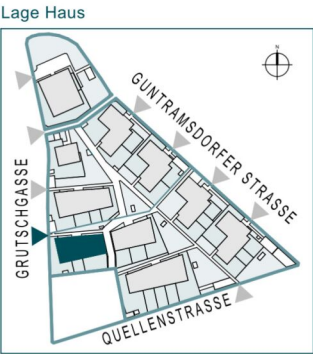 Lage Haus
N
GUNTRAMSDORFER STRASSE
GRUTSCHGASSE
QUELLENSTRASSE